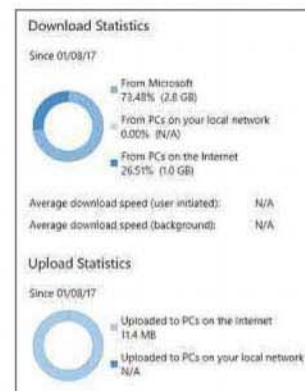 Download Statistics
Since 01/08/17
From Microsoft
73.48% (2.8 GB)
From PCs on your local network
0.00% (N/A)
From PCs on the Internet
26.51% (1.0 GB)
Average download speed (user initiated): N/A
Average download speed (background): N/A
Upload Statistics
Since 01/08/17
Uploaded to PCs on the Internet
11.4 MB
Uploaded to PCs on your local network
N/A